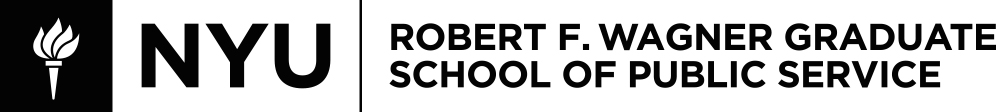 NYU
ROBERT F. WAGNER GRADUATE
SCHOOL OF PUBLIC SERVICE